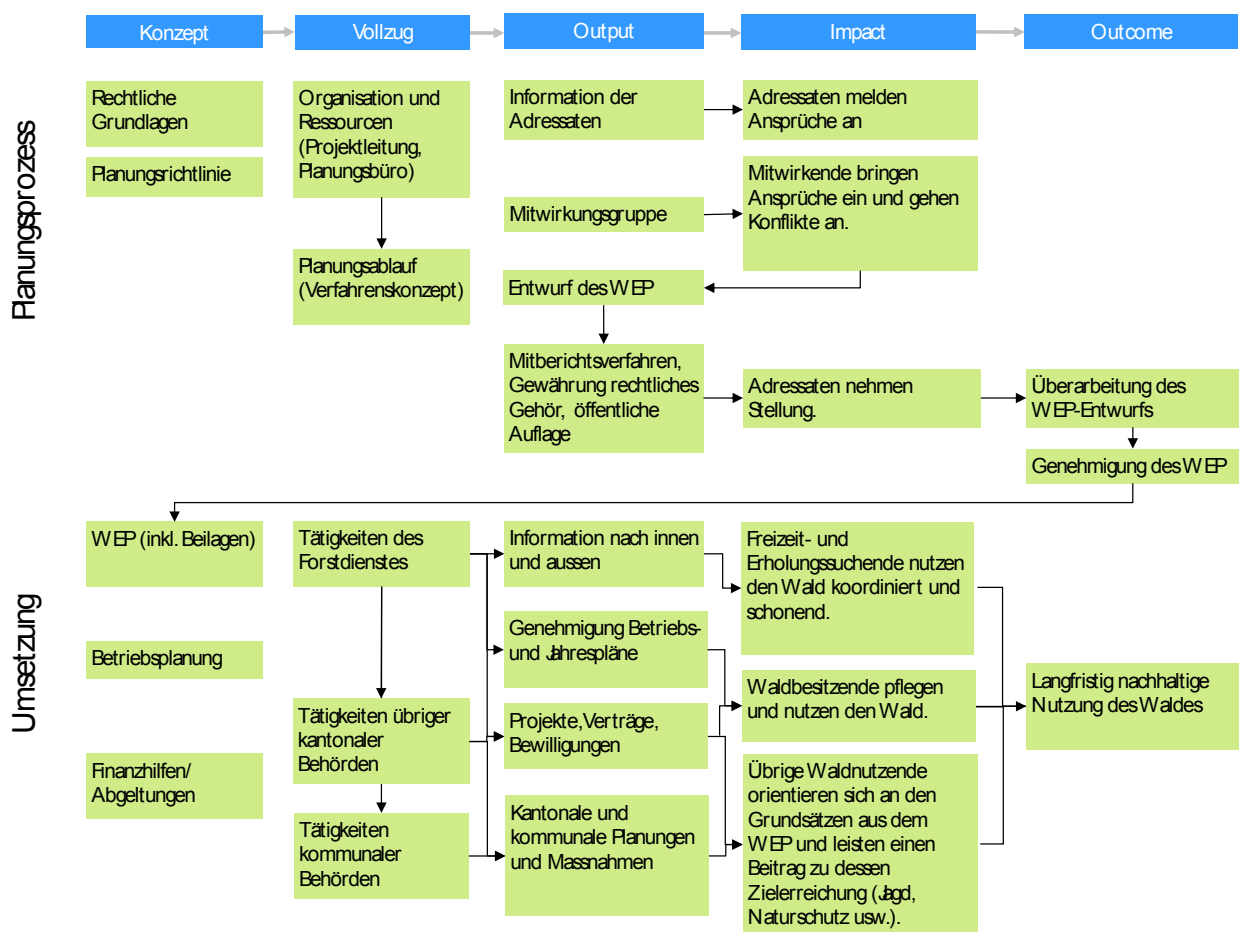 Konzept
Vollzug
Output
Impact
Outcome
Planungsprozess
Rechtliche
Grundlagen
Planungsrichtlinie
Organisation und
Ressourcen
(Projektleitung,
Planungsbüro)
Planungsablauf
(Verfahrenskonzept)
Information der
Adressaten
Mitwirkungsgruppe
Entwurf des WEP
Mitberichtsverfahren,
Gewährung rechtliches
Gehör, öffentliche
Auflage
Adressaten melden
Ansprüche an
Mitwirkende bringen
Ansprüche ein und gehen
Konflikte an.
Adressaten nehmen
Stellung.
Überarbeitung des
WEP-Entwurfs
Genehmigung des WEP
Umsetzung
WEP (inkl. Beilagen)
Betriebsplanung
Finanzhilfen/
Abgeltungen
Tätigkeiten des
Forstdienstes
Tätigkeiten übriger
kantonaler
Behörden
Tätigkeiten
kommunaler
Behörden
Information nach innen
und aussen
Genehmigung Betriebs-
und Jahrespläne
Projekte, Verträge,
Bewilligungen
Kantonale und
kommunale Planungen
und Massnahmen
Freizeit- und
Erholungssuchende nutzen
den Wald koordiniert und
schonend.
Waldbesitzende pflegen
und nutzen den Wald.
Übrige Waldnutzende
orientieren sich an den
Grundsätzen aus dem
WEP und leisten einen
Beitrag zu dessen
Zielerreichung (Jagd,
Naturschutz usw.).
Langfristig nachhaltige
Nutzung des Waldes